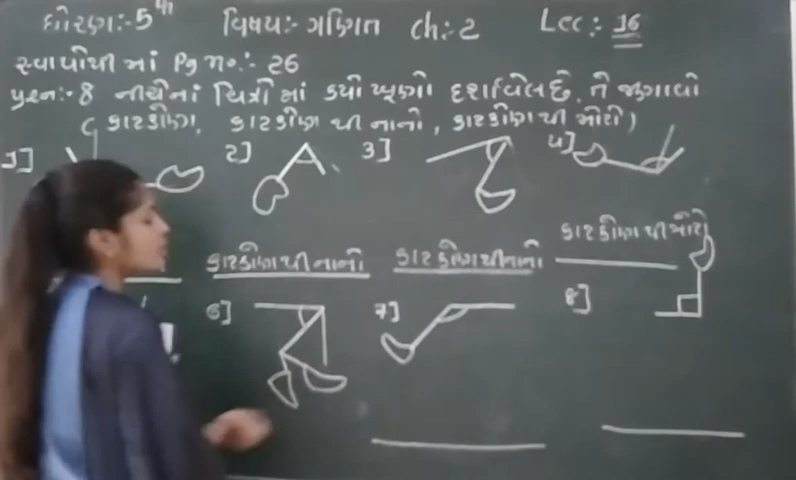 ધોરણ:-5th વિષય:- ગણિત ch:-2 Lec:- 16
સ્વાપોથી માં Pg no.:- 26
પ્રશ્ન:- 8 નીચેનાં ચિત્રો માં કયો ખૂણો દર્શાવેલ છે, તે જણાવો
( કાટકોણ, કાટકોણ થી નાનો, કાટકોણ થી મોટો)
1] 2] 3] 4]
કાટકોણ થી નાનો કાટકોણ થી નાનો કાટકોણ થી મોટો
6] 7] 8]